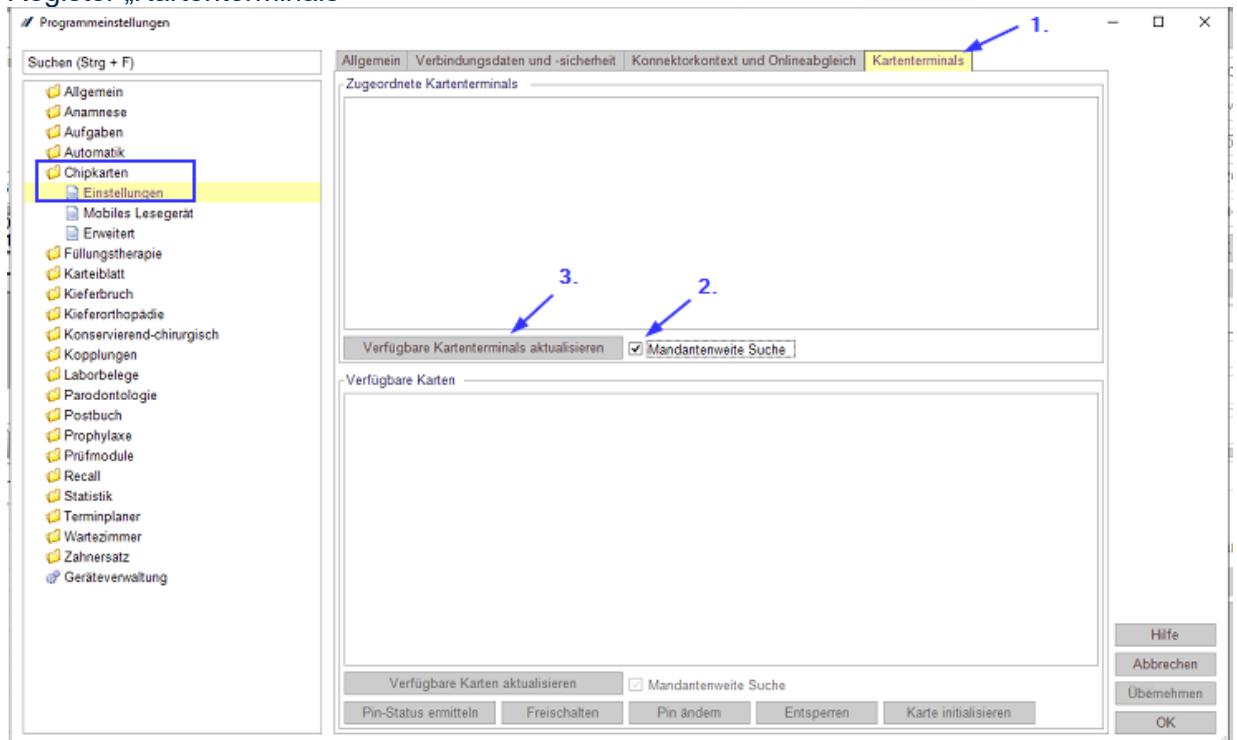 Register „Kartenterminals“
Programmeinstellungen
1.
Suchen (Strg + F)
Allgemein
Anamnese
Aufgaben
Automatik
Chipkarten
Einstellungen
Mobiles Lesegerät
Erweitert
Füllungstherapie
Karteiblatt
Kieferbruch
Kieferorthopädie
Konservierend-chirurgisch
Kopplungen
Laborbelege
Parodontologie
Postbuch
Prophylaxe
Prüfmodule
Recall
Statistik
Terminplaner
Wartezimmer
Zahnersatz
Geräteverwaltung
Allgemein Verbindungsdaten und -sicherheit Konnektorkontext und Onlineabgleich Kartenterminals
Zugeordnete Kartenterminals
3.
2.
Verfügbare Kartenterminals aktualisieren Mandantenweite Suche
Verfügbare Karten
Verfügbare Karten aktualisieren Mandantenweite Suche
Pin-Status ermitteln Freischalten Pin ändern Entsperren Karte initialisieren
Hilfe
Abbrechen
Übernehmen
OK